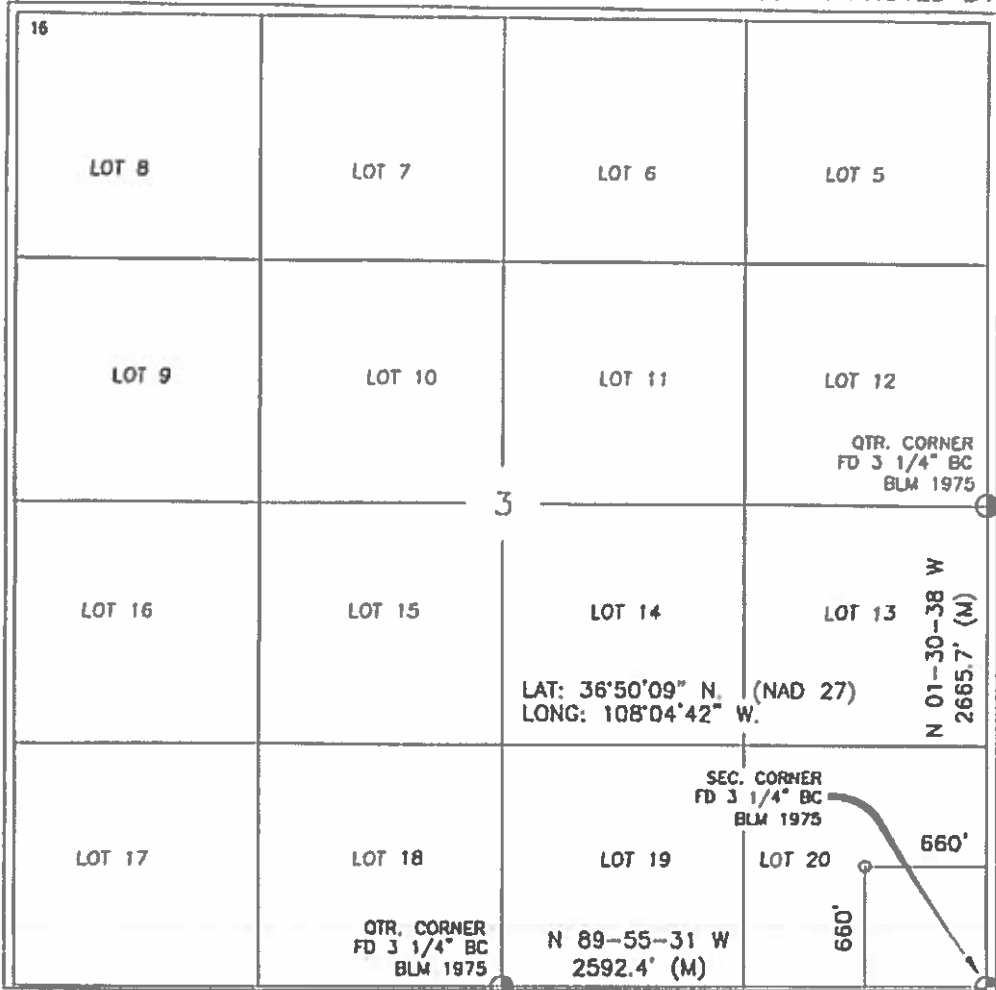 16
LOT 8
LOT 7
LOT 6
LOT 5
LOT 9
LOT 10
LOT 11
LOT 12
QTR. CORNER
FD 3 1/4" BC
BLM 1975
3
LOT 16
LOT 15
LOT 14
LOT 13
N 01-30-38 W
2665.7' (M)
LAT: 36°50'09" N. (NAD 27)
LONG: 108°04'42" W.
SEC. CORNER
FD 3 1/4" BC
BLM 1975
LOT 17
LOT 18
LOT 19
LOT 20
660'
660'
QTR. CORNER
FD 3 1/4" BC
BLM 1975
N 89-55-31 W
2592.4' (M)